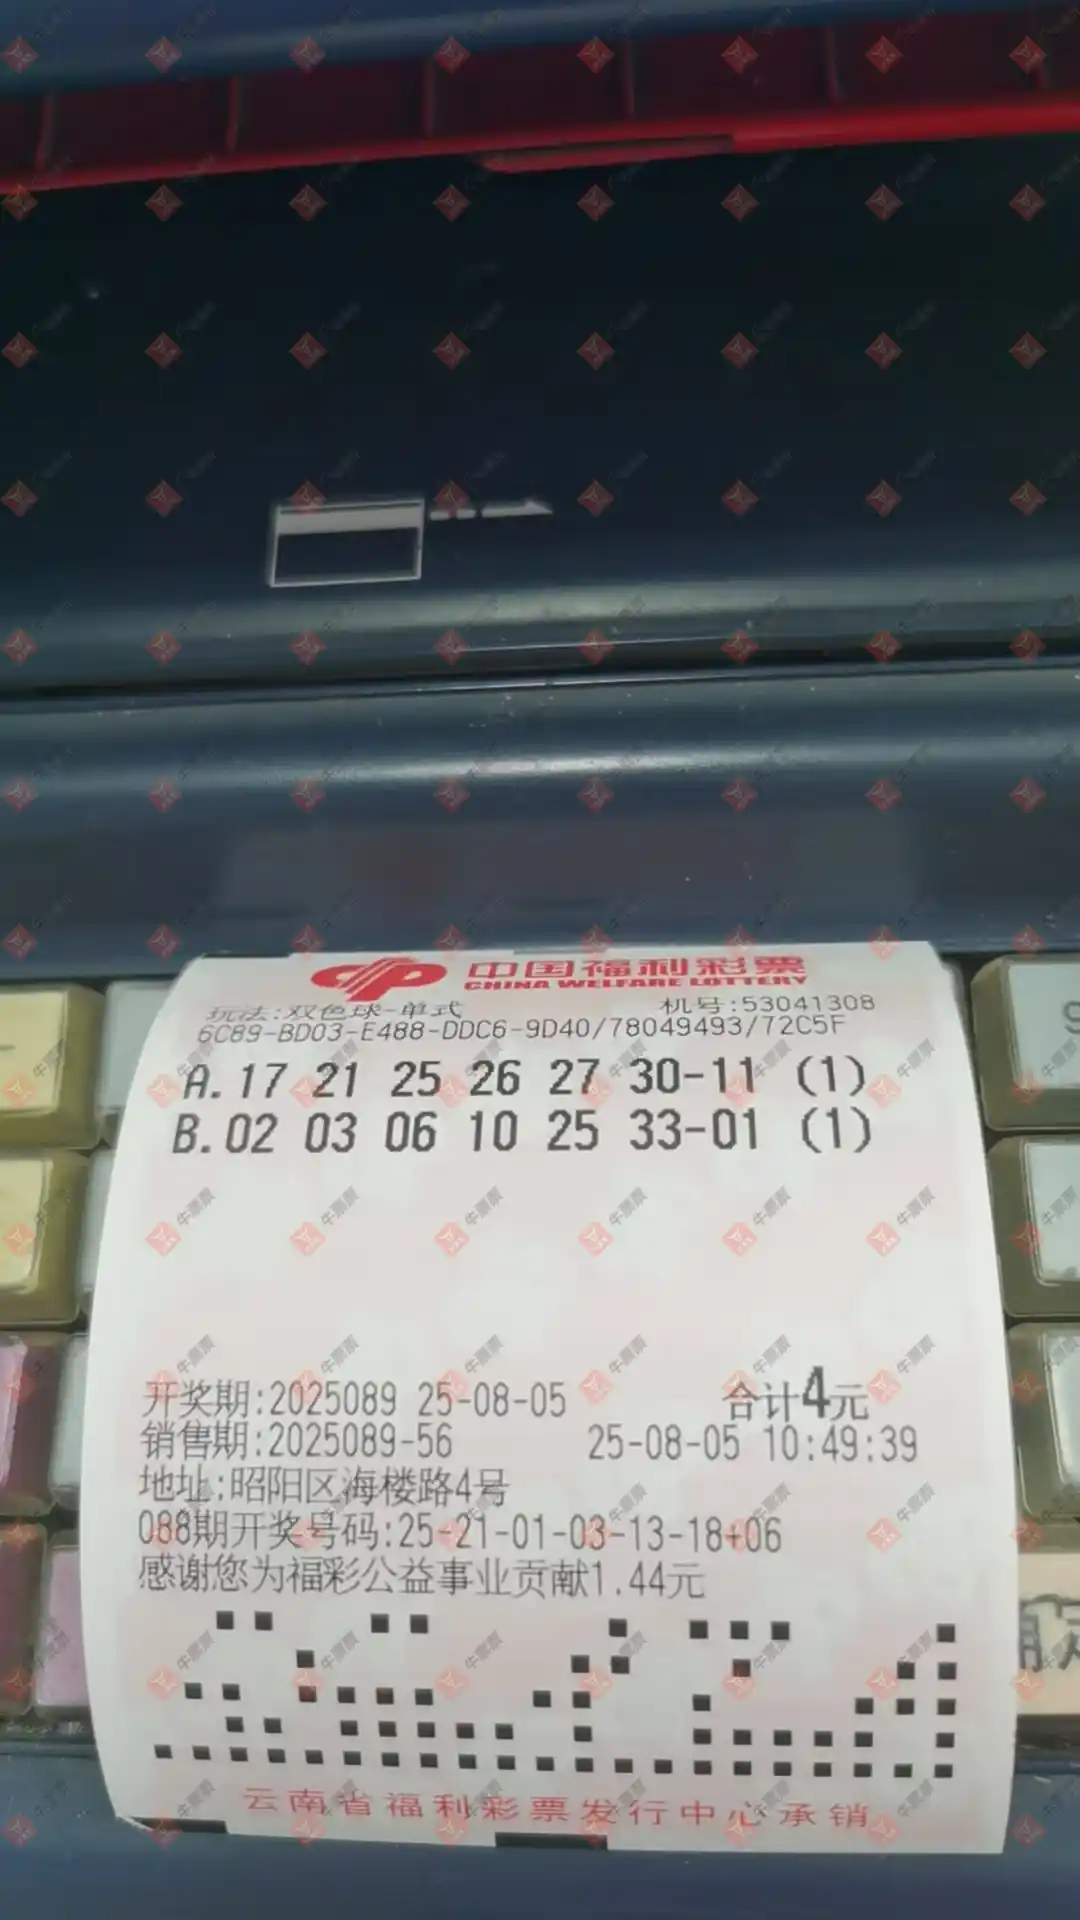 中国福利彩票
CHINA WELFARE LOTTERY
玩法:双色球-单式 机号:53041308
6C89-BD03-E488-DDC6-9D40/78049493/72C5F
A.17 21 25 26 27 30-11 (1)
B.02 03 06 10 25 33-01 (1)
开奖期:2025089 25-08-05 合计4元
销售期:2025089-56 25-08-05 10:49:39
地址:昭阳区海楼路4号
088期开奖号码:25-21-01-03-13-18+06
感谢您为福彩公益事业贡献1.44元
云南省福利彩票发行中心承销
牛票票